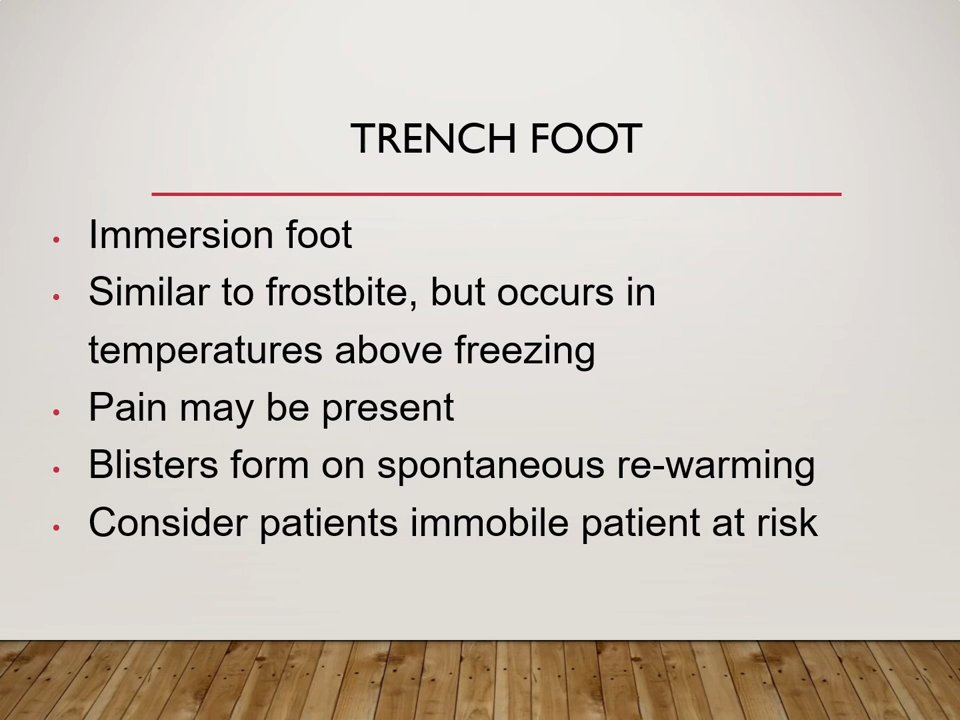 TRENCH FOOT
• Immersion foot
• Similar to frostbite, but occurs in
temperatures above freezing
• Pain may be present
• Blisters form on spontaneous re-warming
• Consider patients immobile patient at risk